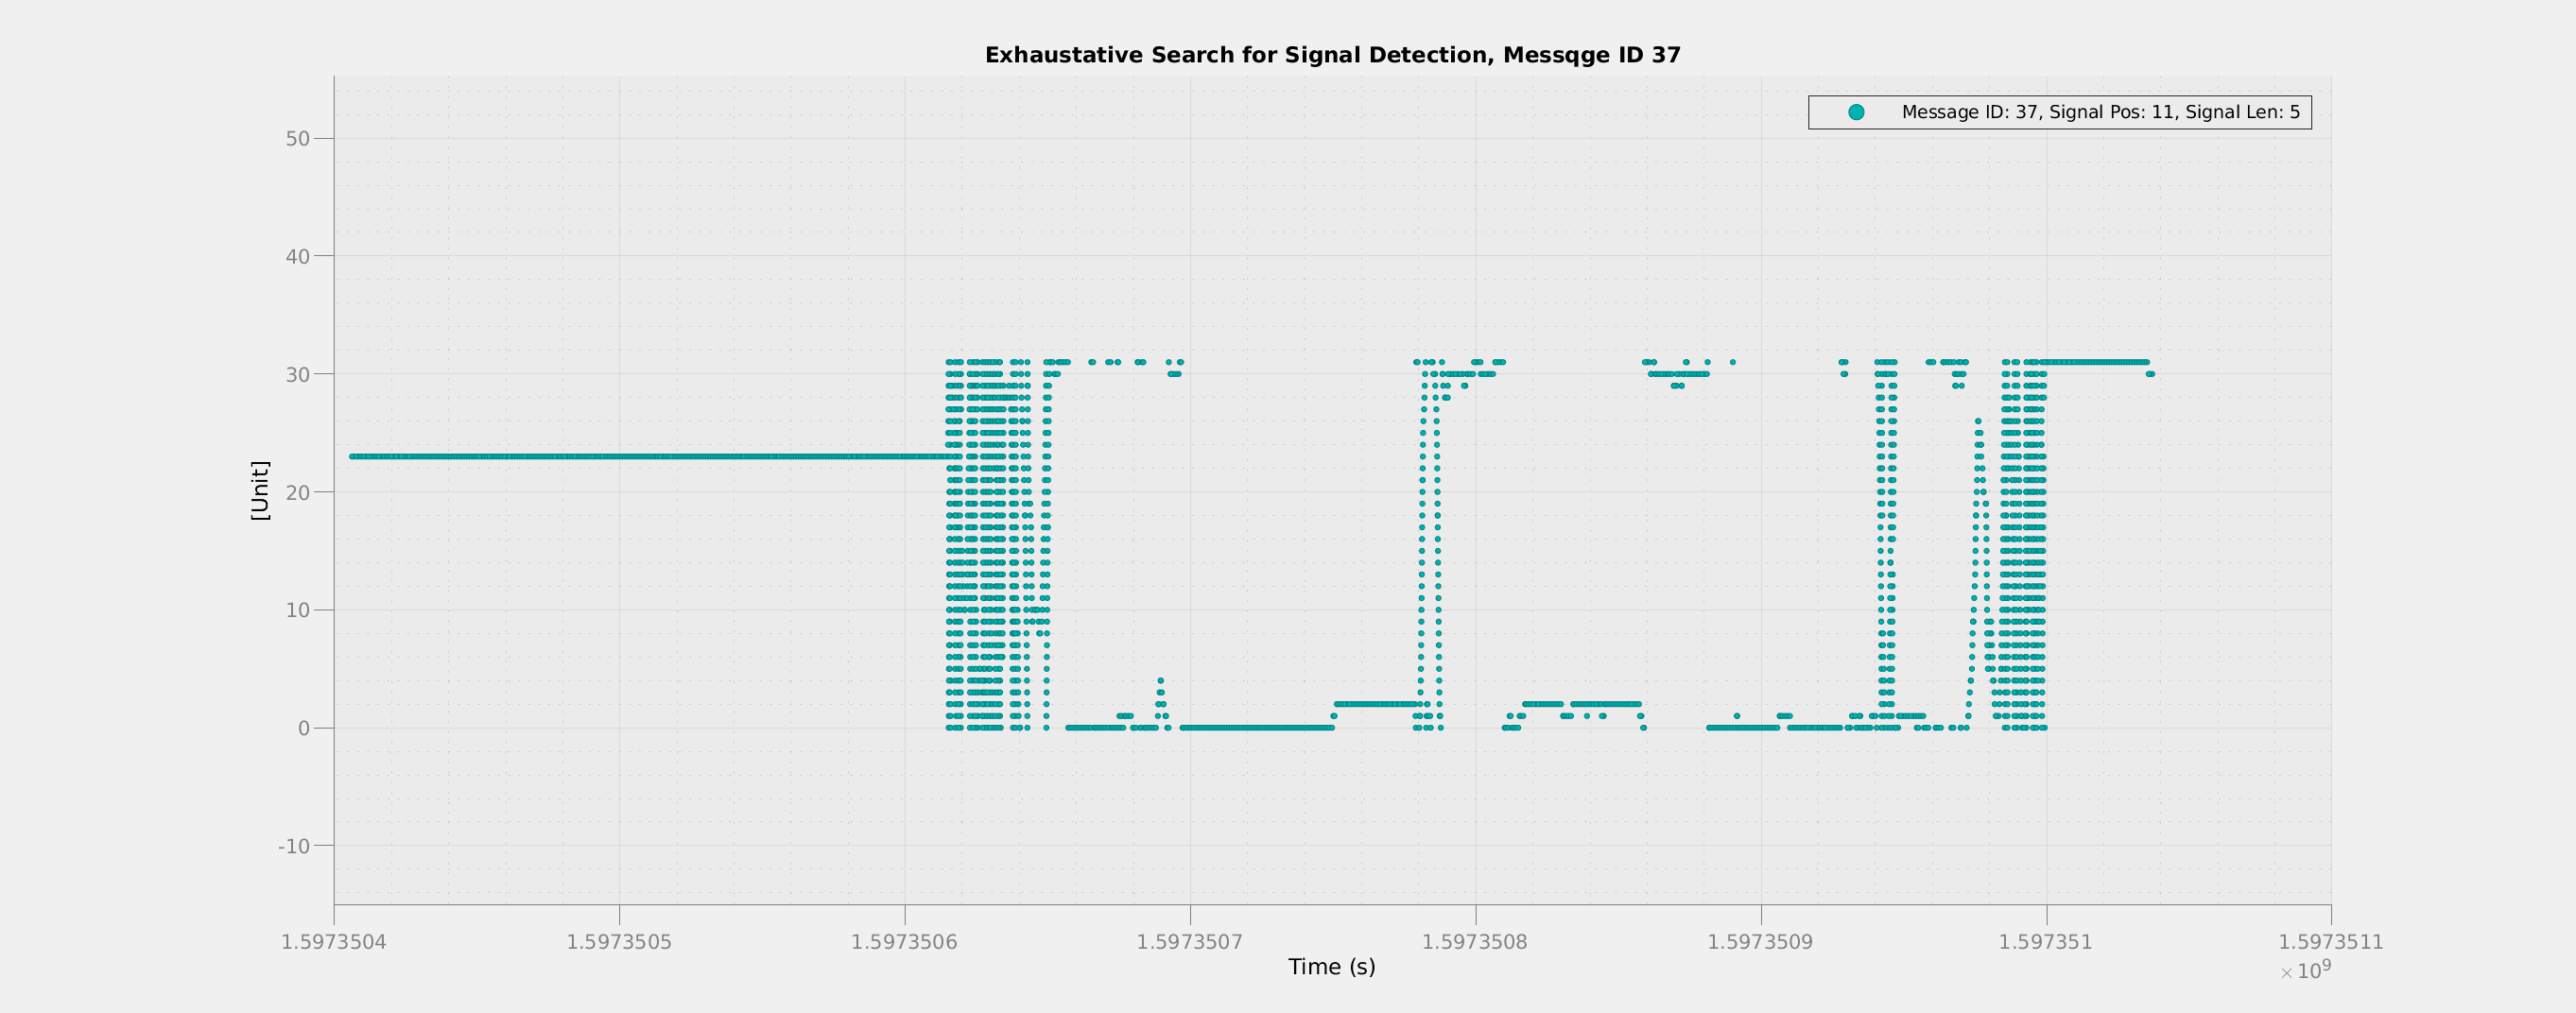 Exhaustative Search for Signal Detection, Messqge ID 37
Message ID: 37, Signal Pos: 11, Signal Len: 5
50
40
30
20
10
0
-10
[Unit]
1.5973504 1.5973505 1.5973506 1.5973507 1.5973508 1.5973509 1.597351 1.5973511
Time (s)
× 10⁹